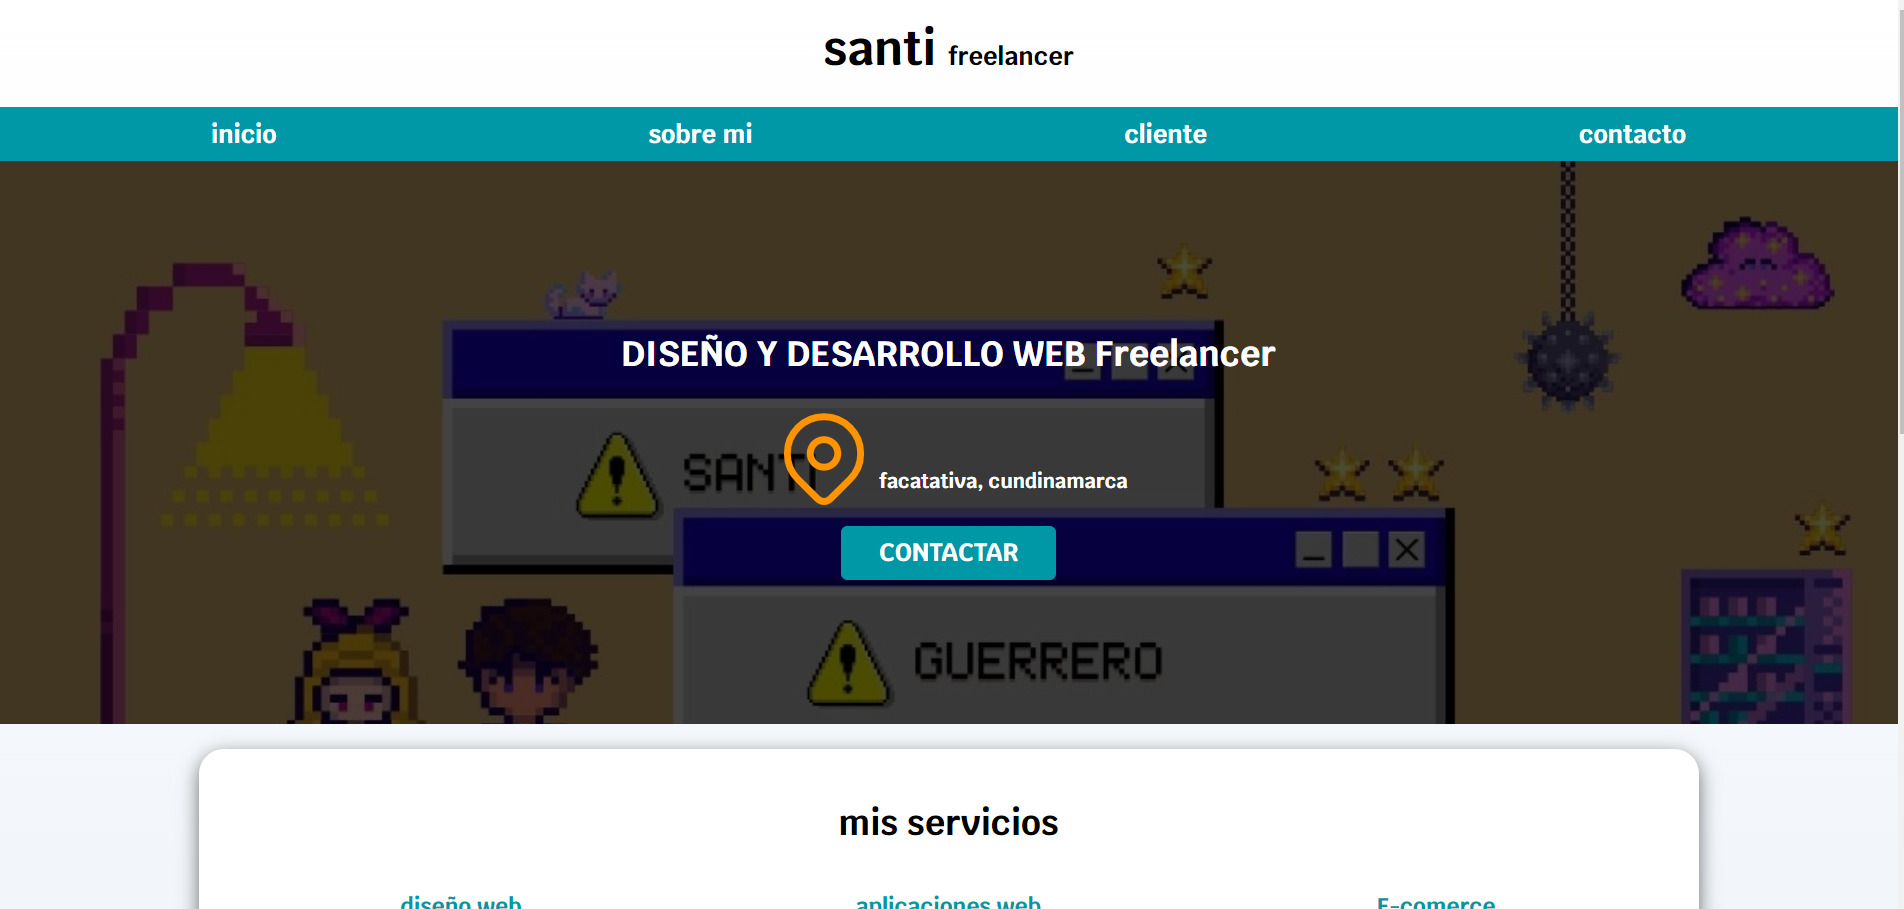 santi freelancer
inicio sobre mi cliente contacto
DISEÑO Y DESARROLLO WEB Freelancer
SANTI
facatativa, cundinamarca
CONTACTAR
GUERRERO
mis servicios
diseño web aplicaciones web E-comerce